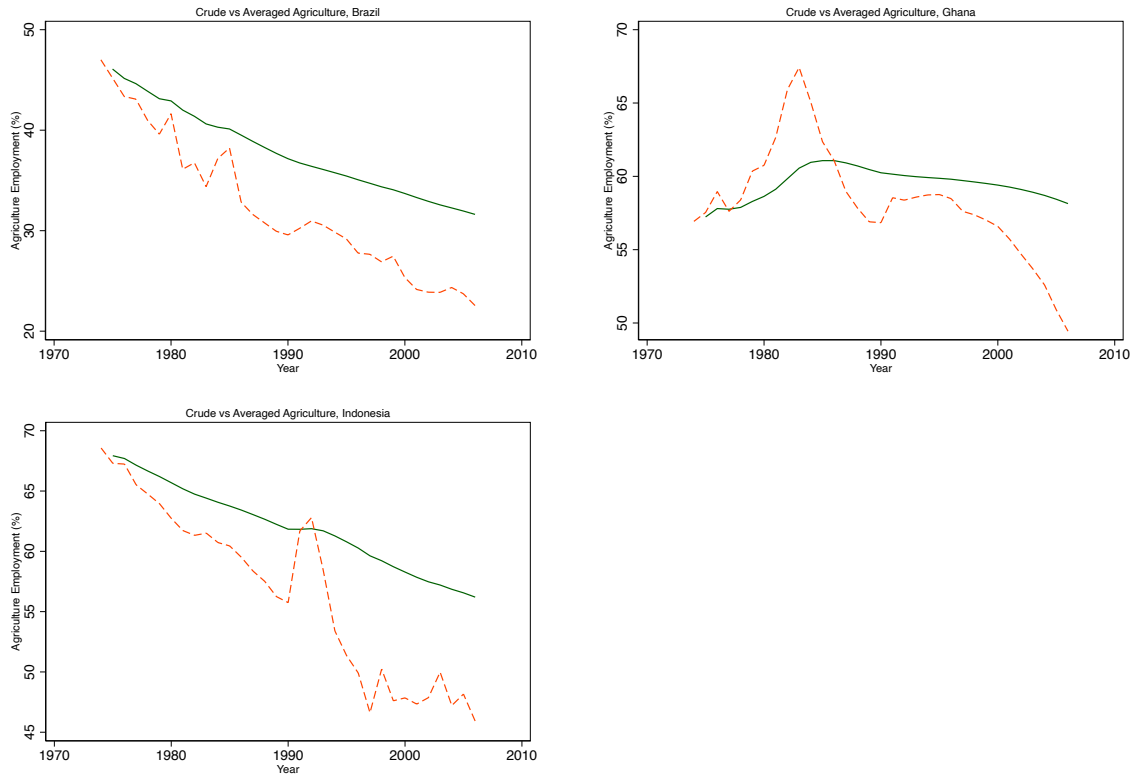 Crude vs Averaged Agriculture, Brazil
Agriculture Employment (%)
50
40
30
20
1970 1980 1990 2000 2010
Year
Crude vs Averaged Agriculture, Ghana
Agriculture Employment (%)
70
65
60
55
50
1970 1980 1990 2000 2010
Year
Crude vs Averaged Agriculture, Indonesia
Agriculture Employment (%)
70
65
60
55
50
45
1970 1980 1990 2000 2010
Year